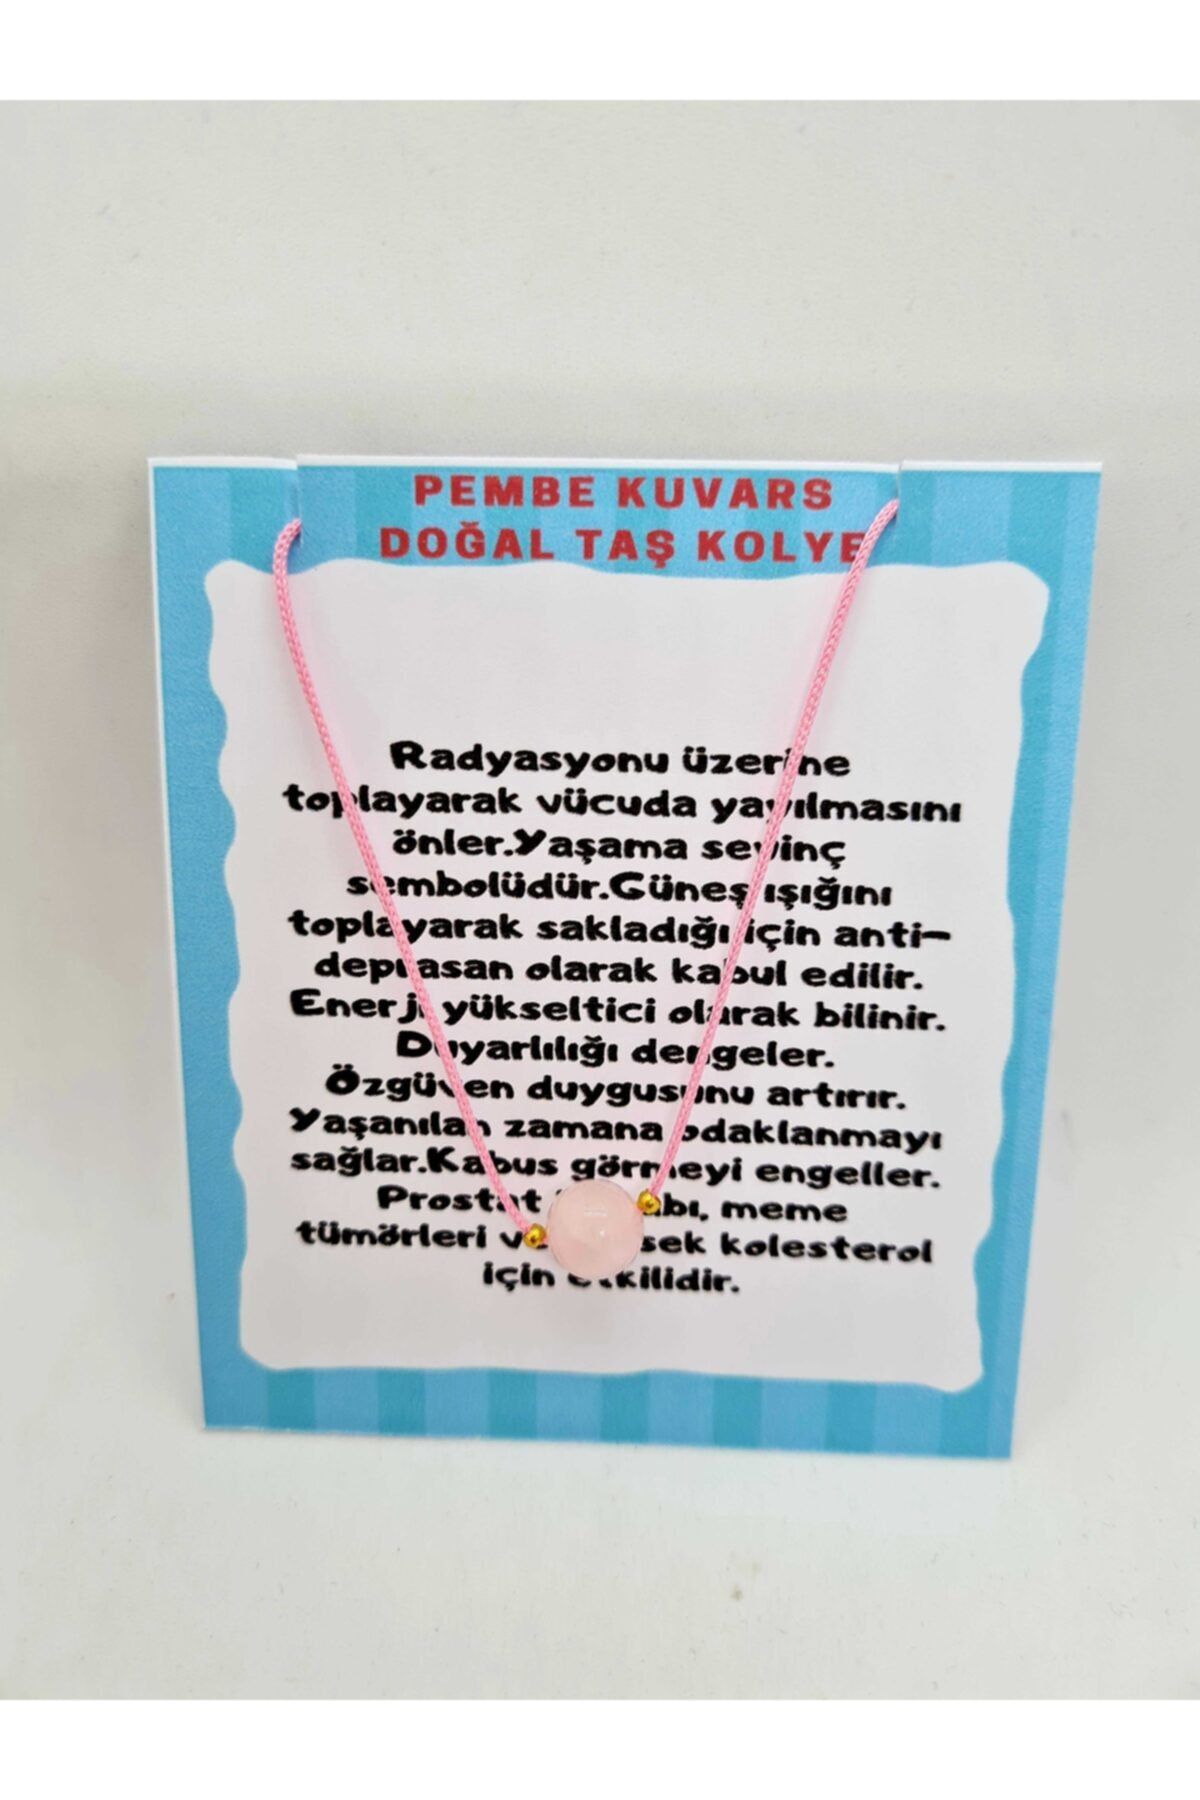 PEMBE KUVARS
DOĞAL TAŞ KOLYE
Radyasyonu üzerine
toplayarak vücuda yayılmasını
önler.Yaşama sevinç
sembolüdür.Güneş ışığını
toplayarak sakladığı için anti-
deprasan olarak kabul edilir.
Enerji yükseltici olarak bilinir.
Duyarlılığı dengeler.
Özgüven duygusunu artırır.
Yaşanılan zamana odaklanmayı
sağlar.Kabus görmeyi engeller.
Prostat meme
tümörleri ve kolesterol
için etkilidir.